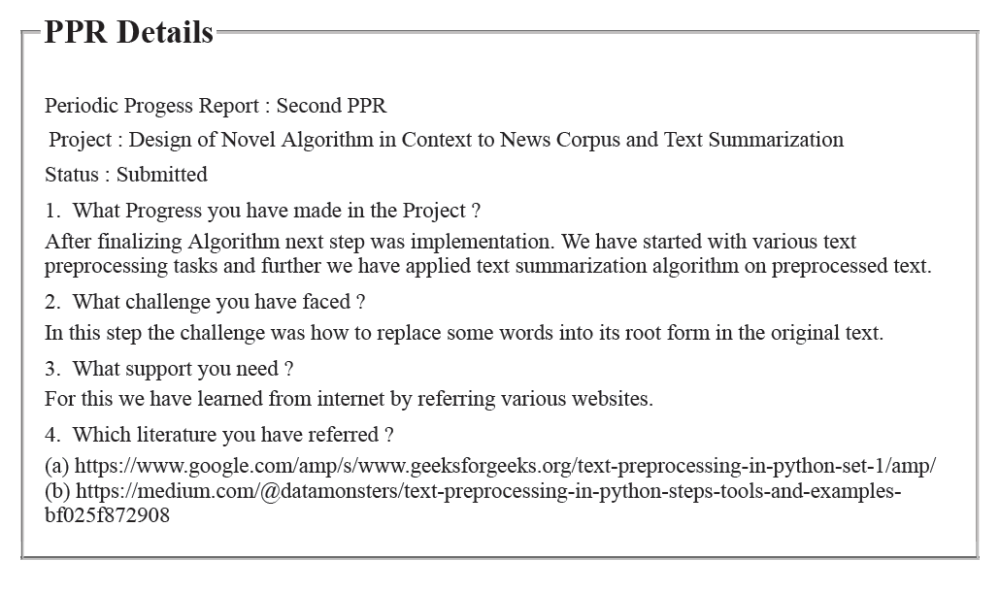 PPR Details
Periodic Progess Report : Second PPR
Project : Design of Novel Algorithm in Context to News Corpus and Text Summarization
Status : Submitted
1. What Progress you have made in the Project ?
After finalizing Algorithm next step was implementation. We have started with various text
preprocessing tasks and further we have applied text summarization algorithm on preprocessed text.
2. What challenge you have faced ?
In this step the challenge was how to replace some words into its root form in the original text.
3. What support you need ?
For this we have learned from internet by referring various websites.
4. Which literature you have referred ?
(a) https://www.google.com/amp/s/www.geeksforgeeks.org/text-preprocessing-in-python-set-1/amp/
(b) https://medium.com/@datamonsters/text-preprocessing-in-python-steps-tools-and-examples-
bf025f872908